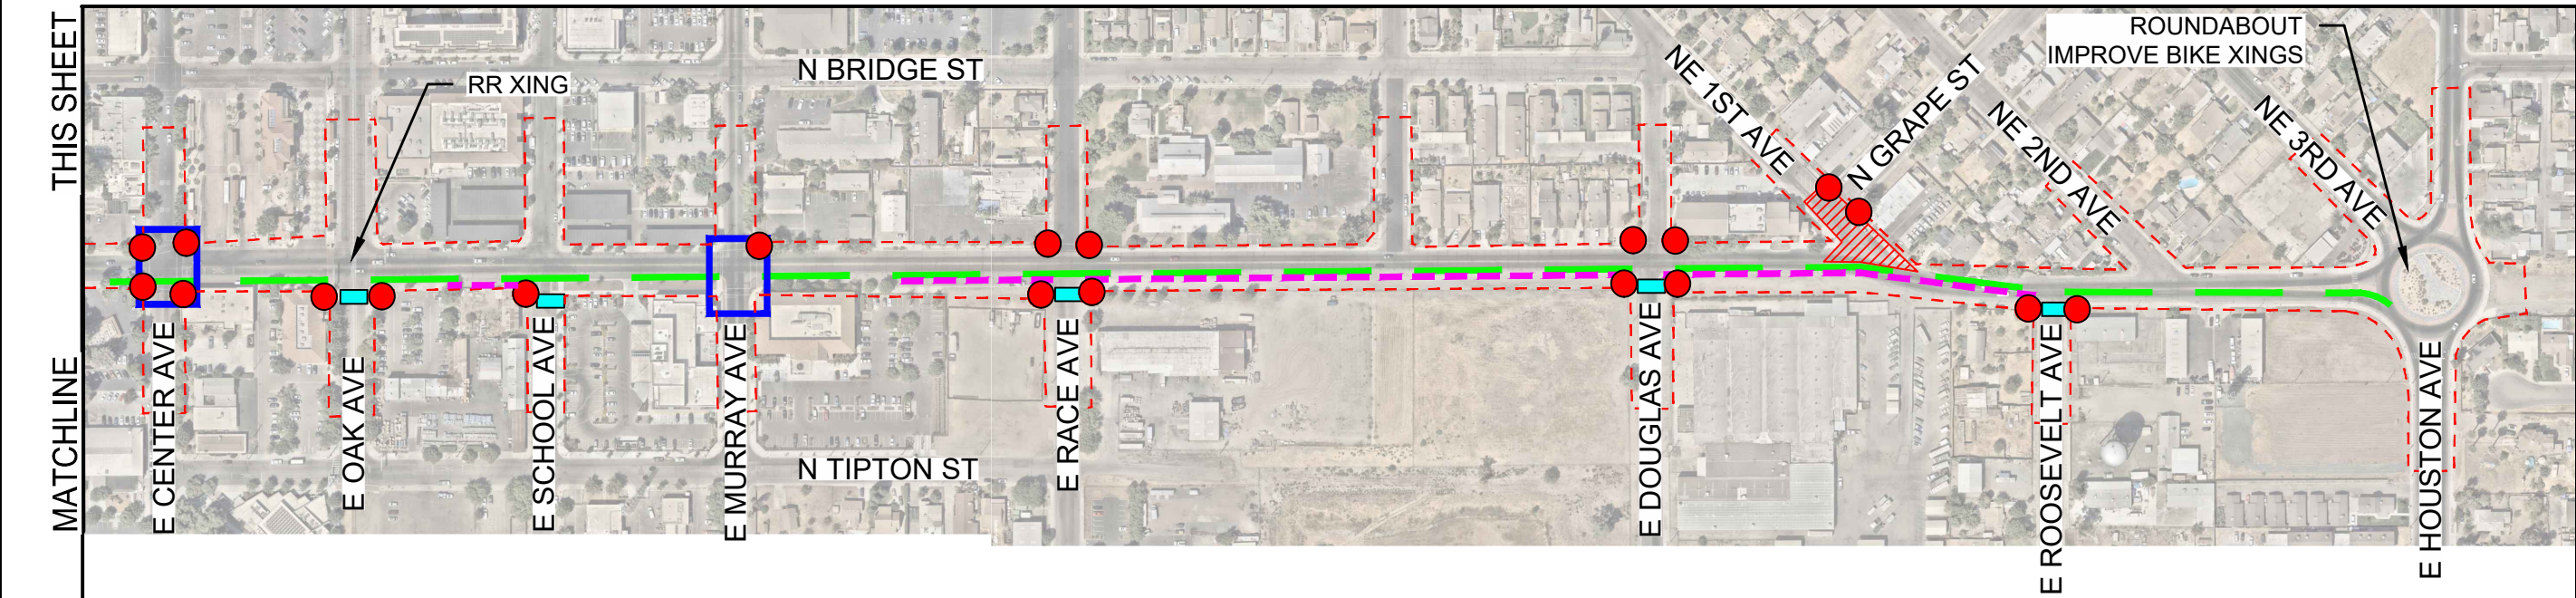 THIS SHEET
MATCHLINE
N BRIDGE ST
RR XING
ROUNDABOUT
IMPROVE BIKE XINGS
NE 1ST AVE
N GRAPE ST
NE 2ND AVE
NE 3RD AVE
E CENTER AVE
E OAK AVE
E SCHOOL AVE
E MURRAY AVE
N TIPTON ST
E RACE AVE
E DOUGLAS AVE
E ROOSEVELT AVE
E HOUSTON AVE